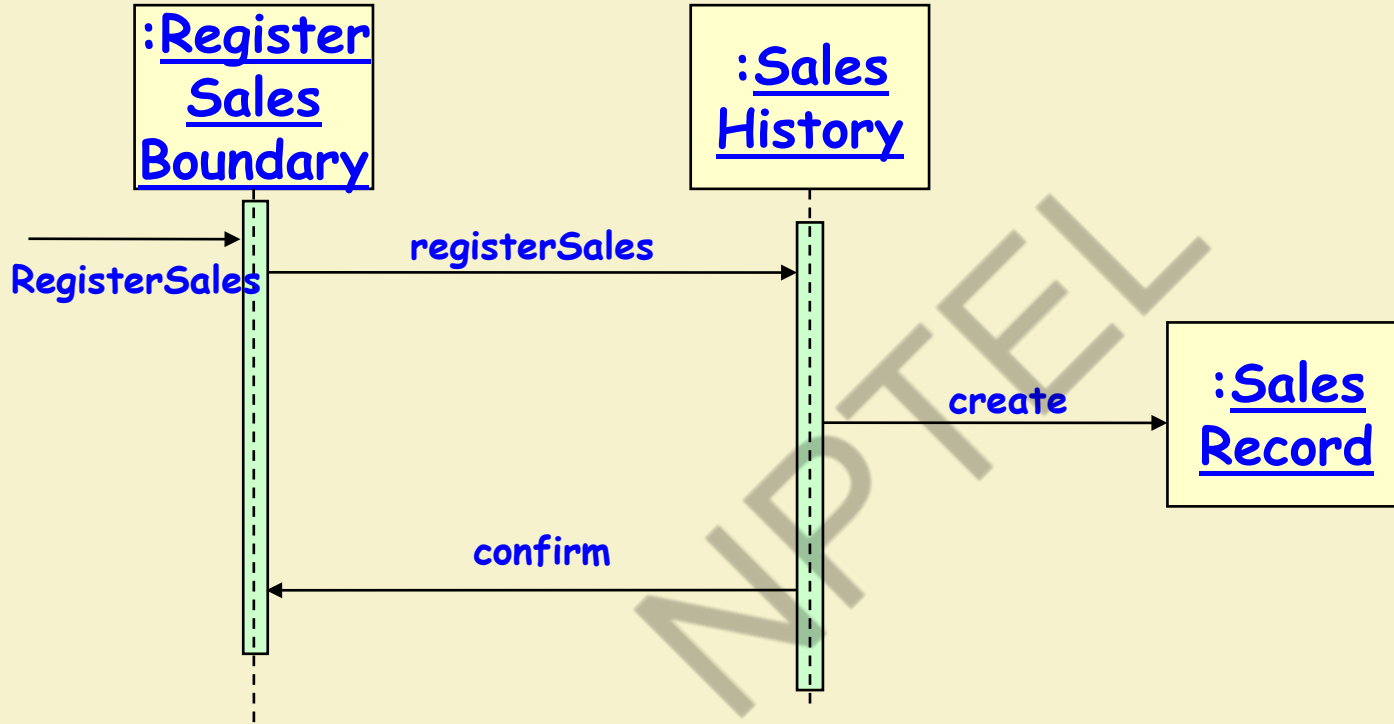 :Register
Sales
Boundary
:Sales
History
registerSales
RegisterSales
:Sales
Record
create
confirm
NPTEL